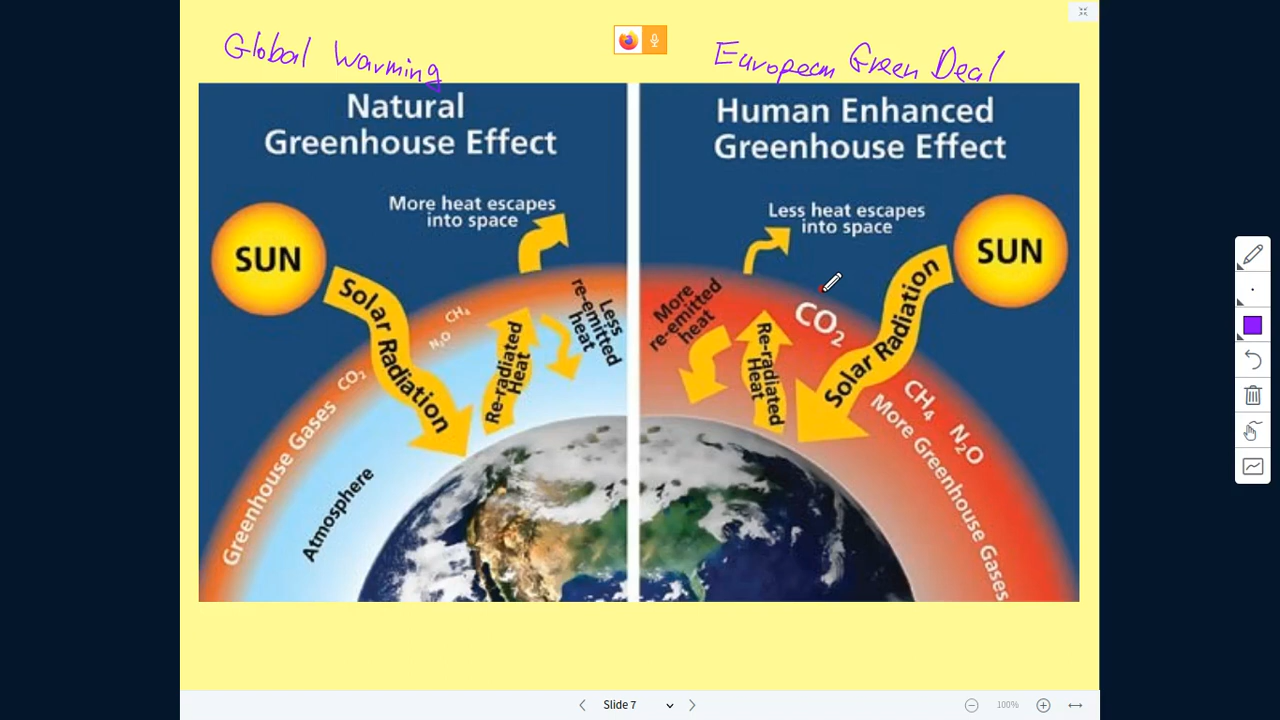 Global Warming
European Green Deal
Natural
Greenhouse Effect
More heat escapes
into space
SUN
Solar Radiation
CH4
N2O
CO2
Re-radiated
Heat
Less
re-emitted
heat
Greenhouse Gases
Atmosphere
Human Enhanced
Greenhouse Effect
Less heat escapes
into space
SUN
More
re-emitted
heat
Re-radiated
Heat
CO2
Solar Radiation
CH4
N2O
More Greenhouse Gases
Slide 7
100%